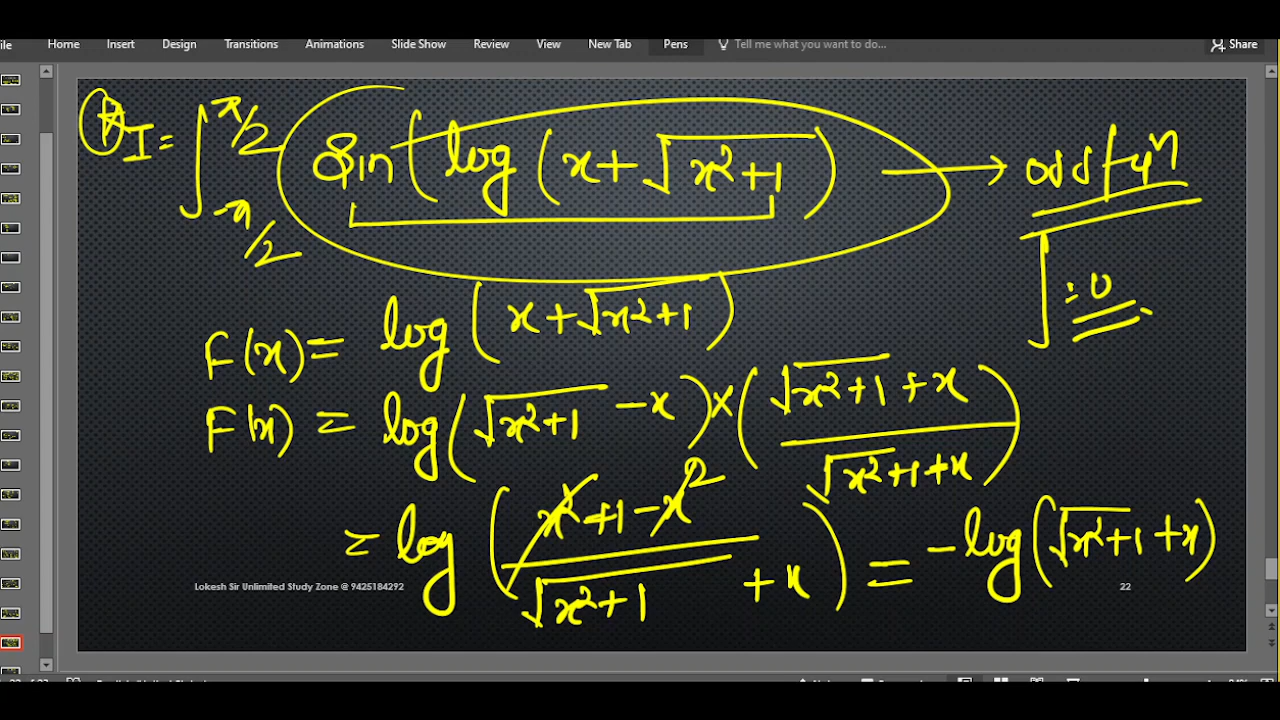 File Home Insert Design Transitions Animations Slide Show Review View New Tab Pens Tell me what you want to do... Share
I = ∫_{-π/2}^{π/2} Sin(log(x+√(x²+1)) → odd fuⁿ
∫ = 0
F(x) = log(x+√(x²+1))
F(x) = log(√(x²+1) -x) × (√(x²+1) +x / √(x²+1) +x)
= log(x²+1-x² / √(x²+1) +x) = -log(√(x²+1) +x)
Lokesh Sir Unlimited Study Zone @ 9425184292 22